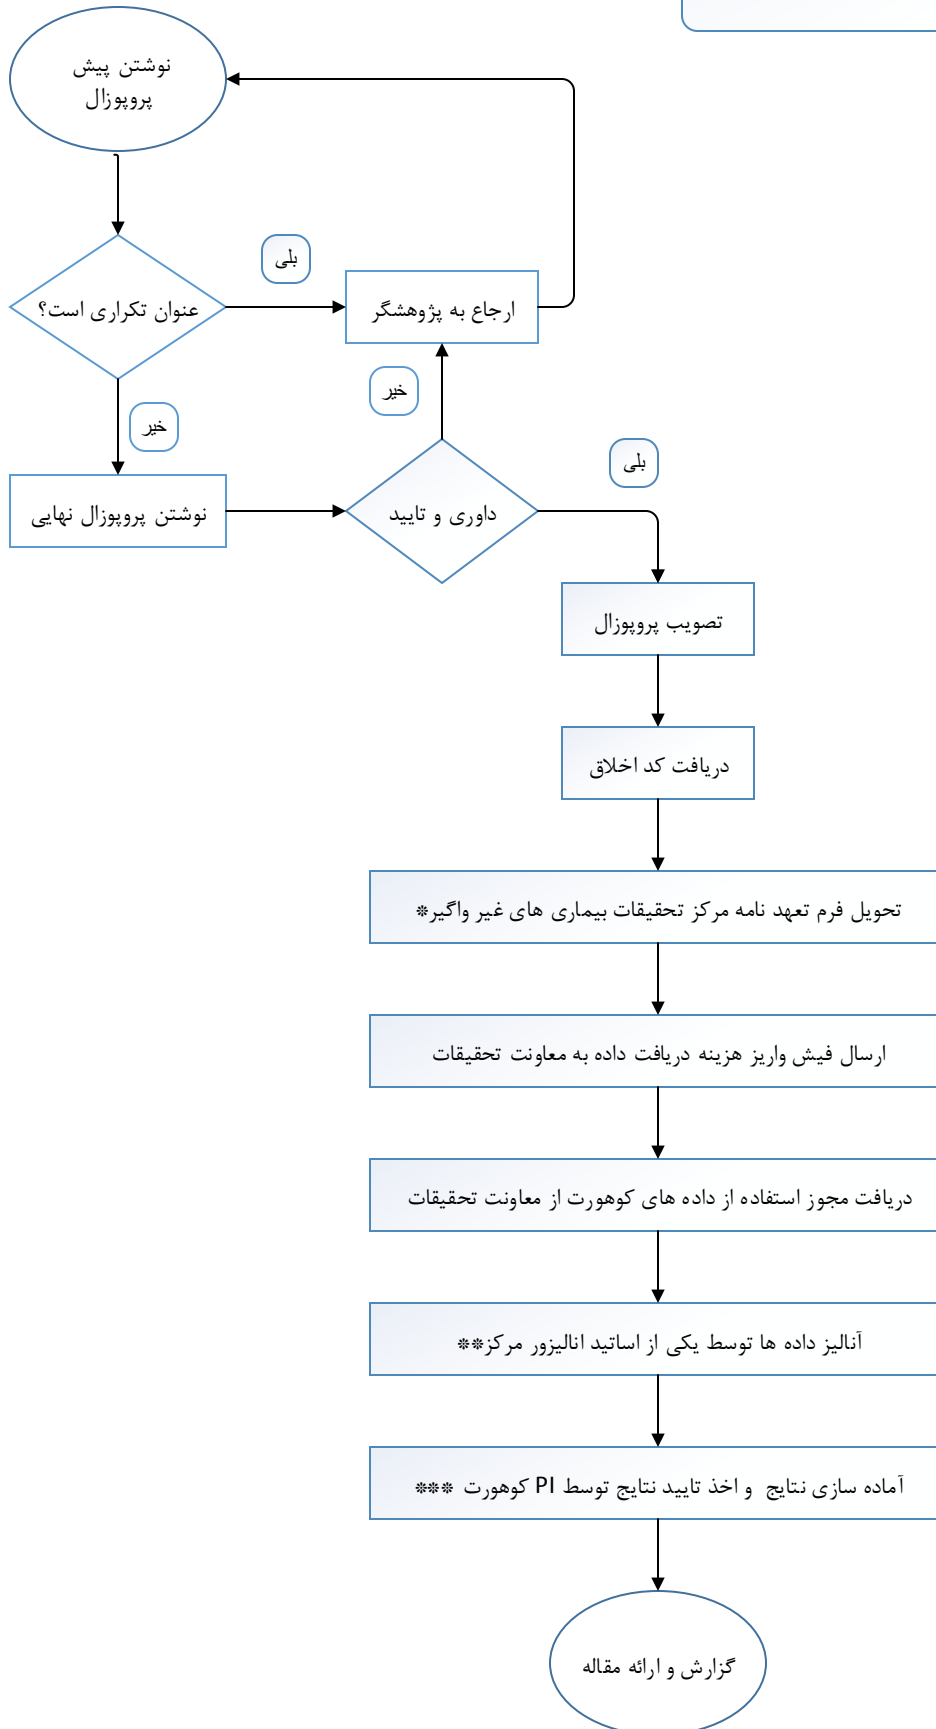 نوشتن پیش
پروپوزال
بلی
عنوان تکراری است؟
ارجاع به پژوهشگر
خیر
خیر
بلی
نوشتن پروپوزال نهایی
داوری و تایید
تصویب پروپوزال
دریافت کد اخلاق
تحویل فرم تعهد نامه مرکز تحقیقات بیماری های غیر واگیر*
ارسال فیش واریز هزینه دریافت داده به معاونت تحقیقات
دریافت مجوز استفاده از داده های کوهورت از معاونت تحقیقات
آنالیز داده ها توسط یکی از اساتید انالیزور مرکز**
آماده سازی نتایج و اخذ تایید نتایج توسط PI کوهورت ***
گزارش و ارائه مقاله